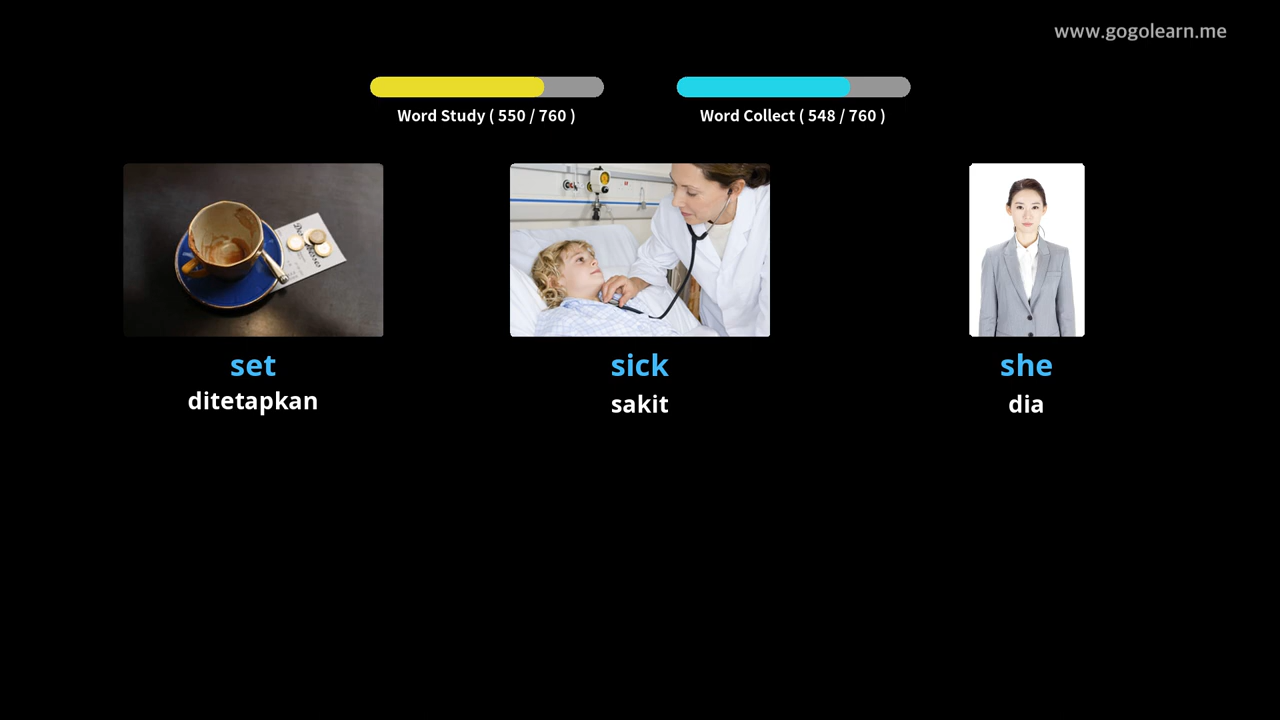 www.gogolearn.me
Word Study ( 550 / 760 )
Word Collect ( 548 / 760 )
set
sick
she
ditetapkan
sakit
dia